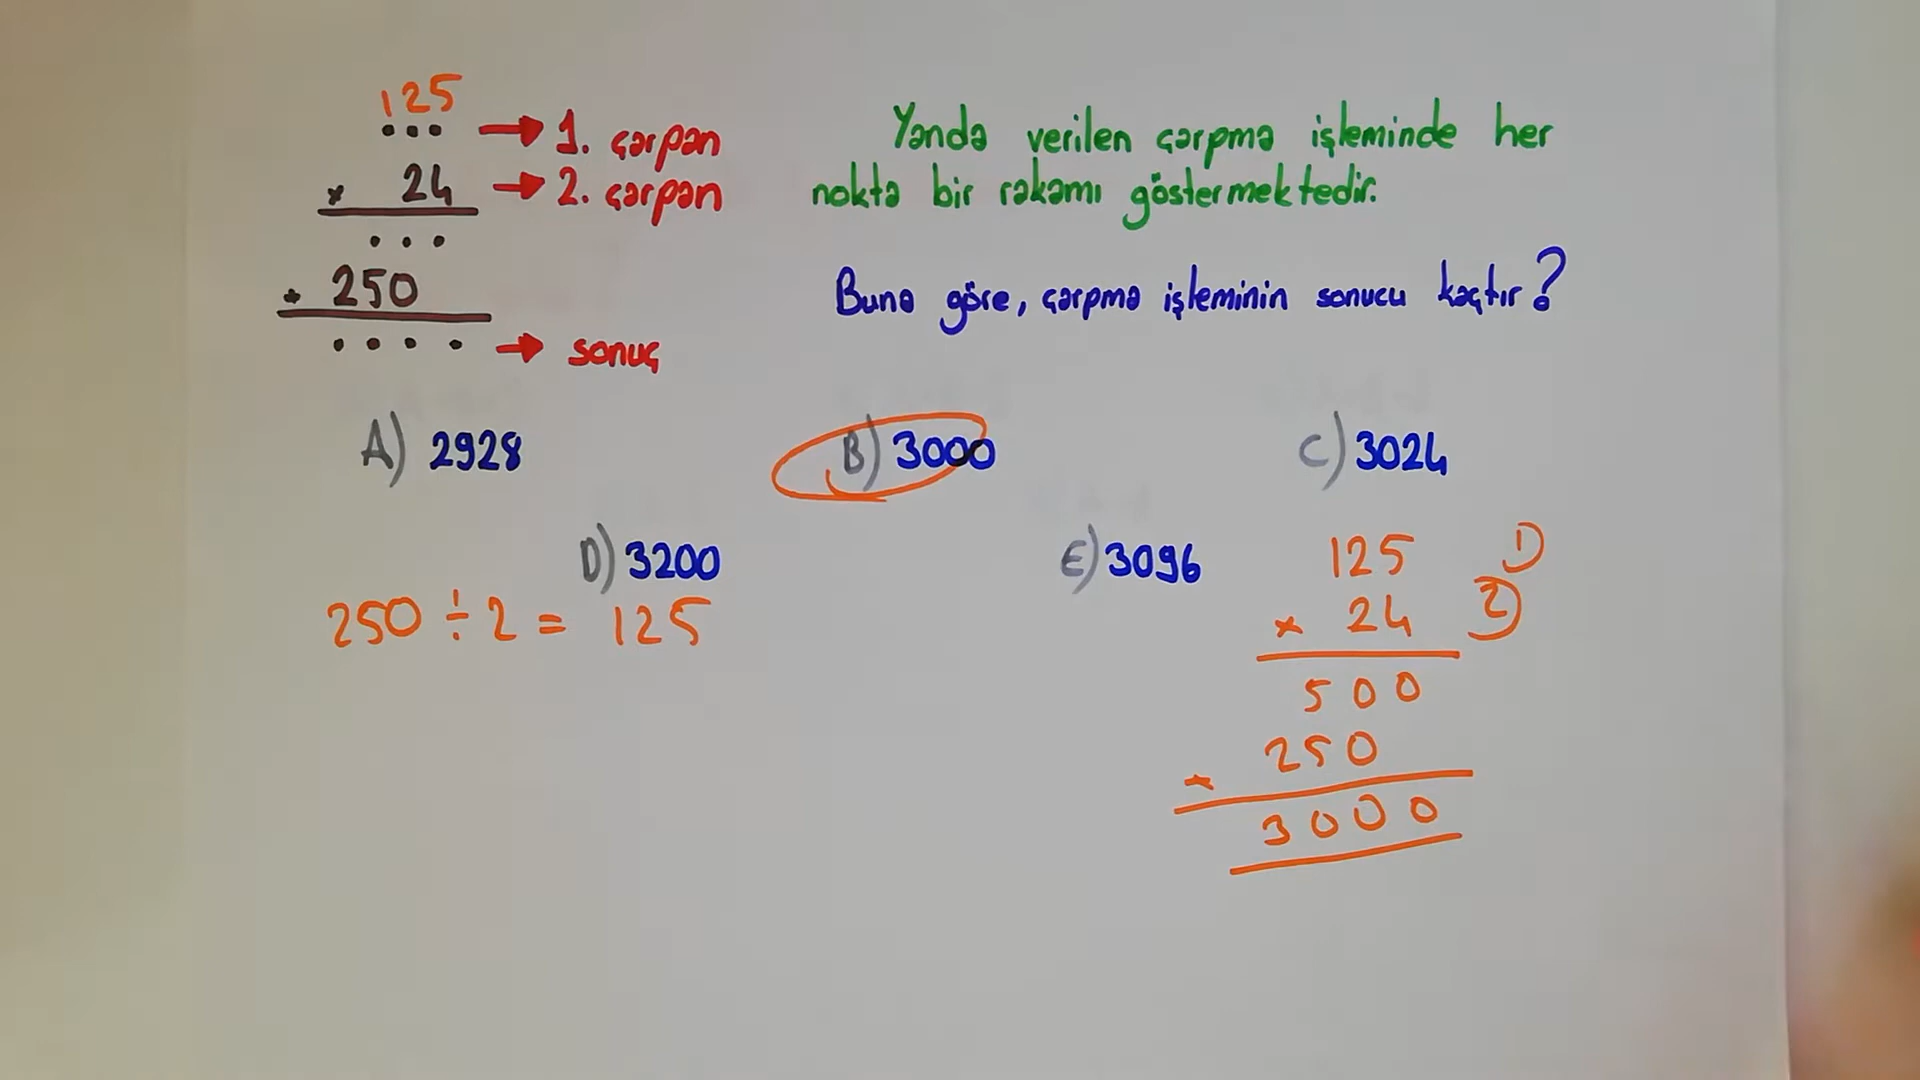 125
• • • → 1. çarpan
x 24 → 2. çarpan
• • •
+ 250
• • • • → sonuç
Yanda verilen çarpma işleminde her
nokta bir rakamı göstermektedir.
Buna göre, çarpma işleminin sonucu kaçtır?
A) 2928
B) 3000
C) 3024
D) 3200
E) 3096
250 ÷ 2 = 125
125 1)
x 24 2)
500
250
+
3000